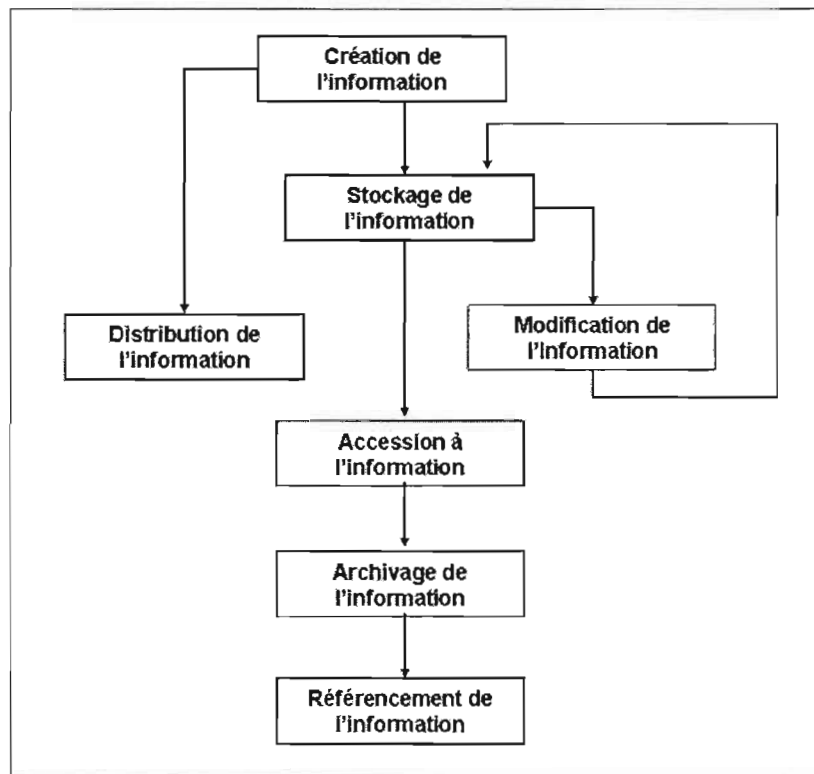 Création de
l'information
Stockage de
l'information
Distribution de
l'information
Modification de
l'Information
Accession à
l'information
Archivage de
l'information
Référencement de
l'information